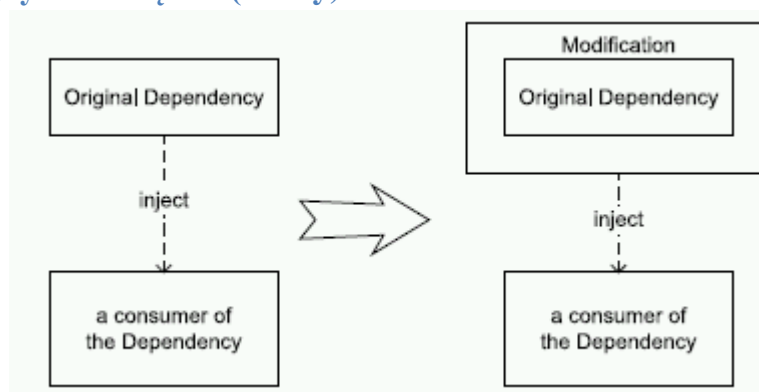 Original Dependency
inject
a consumer of
the Dependency
Modification
Original Dependency
inject
a consumer of
the Dependency